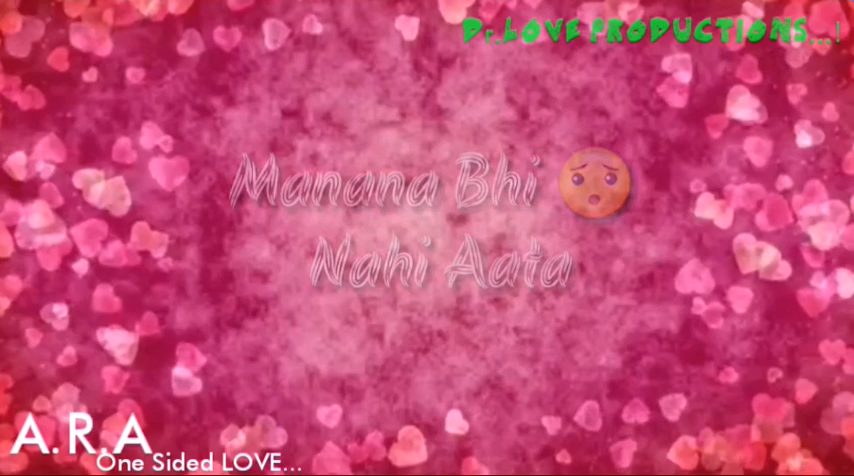 Dr.LOVE PRODUCTIONS...!
Manana Bhi
Nahi Aata
A.R.A
One Sided LOVE...